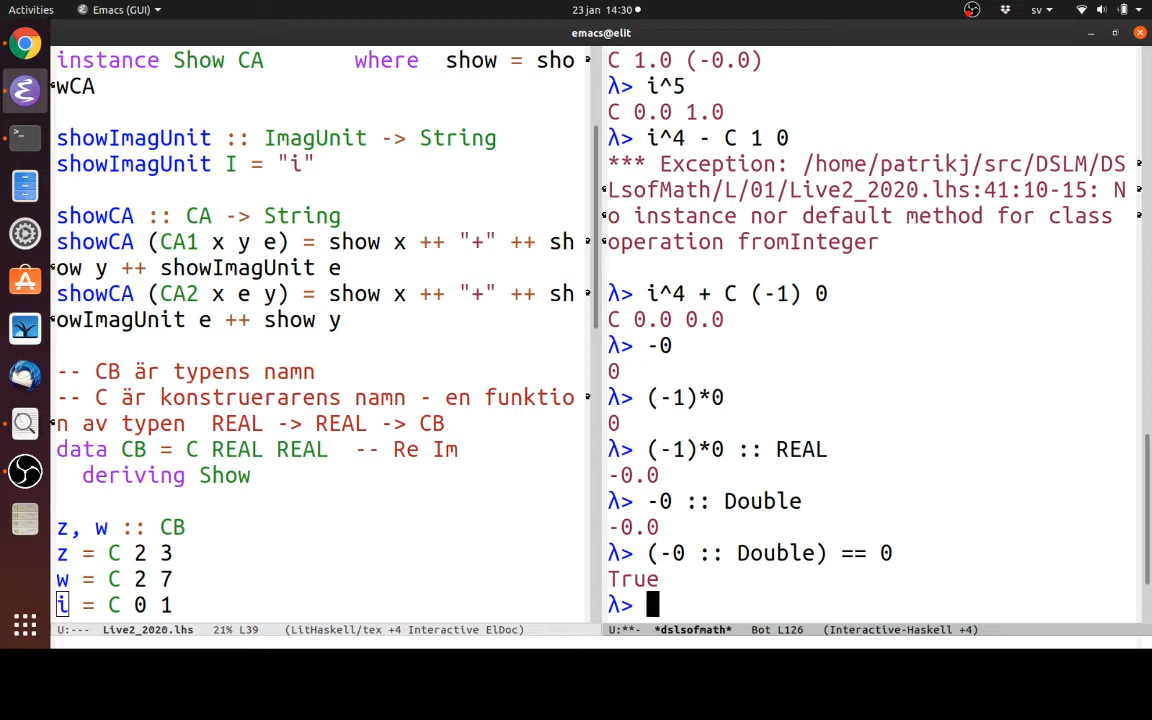 Activities
Emacs (GUI)
23 jan 14:30
sv
emacs@elit
instance Show CA where show = sho
wCA
showImagUnit :: ImagUnit -> String
showImagUnit I = "i"
showCA :: CA -> String
showCA (CA1 x y e) = show x ++ "+" ++ sh
ow y ++ showImagUnit e
showCA (CA2 x e y) = show x ++ "+" ++ sh
owImagUnit e ++ show y
-- CB är typens namn
-- C är konstruerarens namn - en funktio
n av typen REAL -> REAL -> CB
data CB = C REAL REAL -- Re Im
deriving Show
z, w :: CB
z = C 2 3
w = C 2 7
i = C 0 1
U:--- Live2_2020.lhs 21% L39 (LitHaskell/tex +4 Interactive ElDoc)
C 1.0 (-0.0)
λ> i^5
C 0.0 1.0
λ> i^4 - C 1 0
*** Exception: /home/patrikj/src/DSLM/DS
LsofMath/L/01/Live2_2020.lhs:41:10-15: N
o instance nor default method for class
operation fromInteger
λ> i^4 + C (-1) 0
C 0.0 0.0
λ> -0
0
λ> (-1)*0
0
λ> (-1)*0 :: REAL
-0.0
λ> -0 :: Double
-0.0
λ> (-0 :: Double) == 0
True
λ>
U:**- *dslsofmath* Bot L126 (Interactive-Haskell +4)